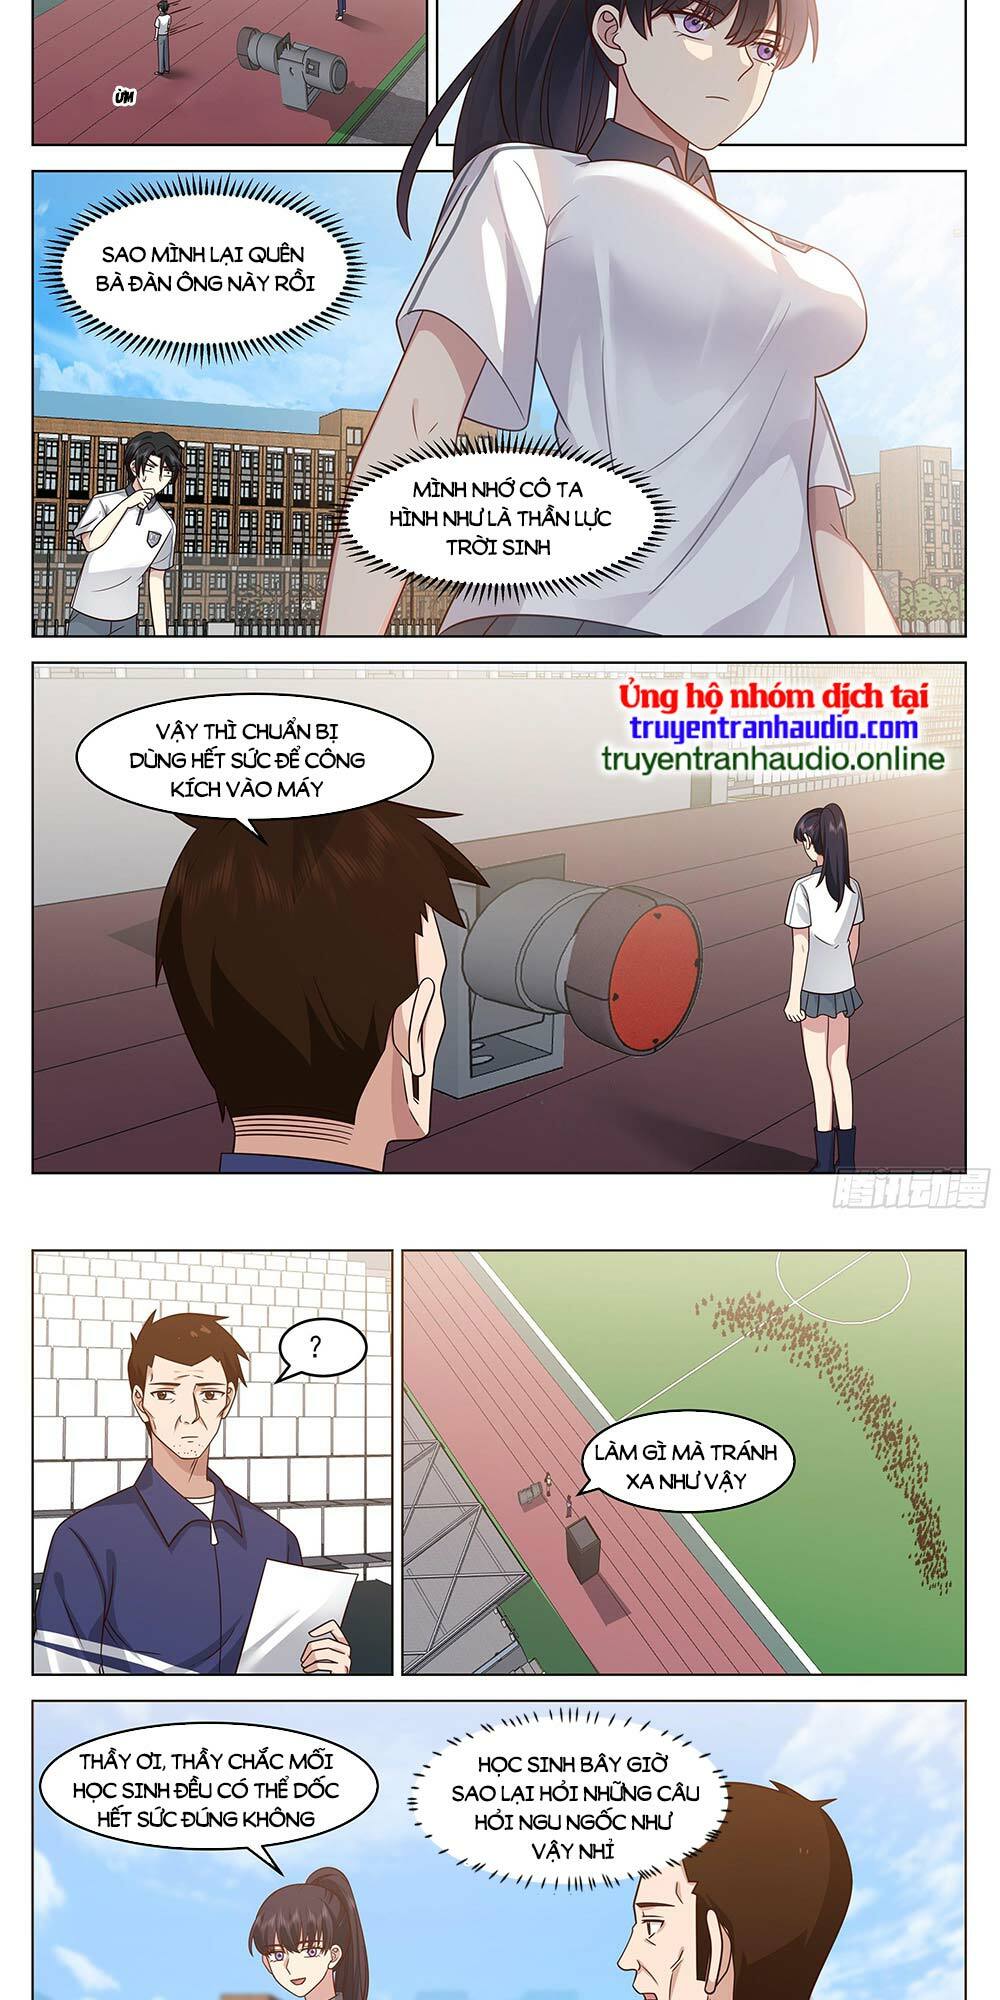 ỪM
SAO MÌNH LẠI QUÊN
BÀ ĐÀN ÔNG NÀY RỒI
MÌNH NHỚ CÔ TA
HÌNH NHƯ LÀ THẦN LỰC
TRỜI SINH
Ủng hộ nhóm dịch tại
truyentranhaudio.com
truyentranhaudio.online
VẬY THÌ CHUẨN BỊ
DÙNG HẾT SỨC ĐỂ CÔNG
KÍCH VÀO MÁY
腾讯动漫
?
LÀM GÌ MÀ TRÁNH
XA NHƯ VẬY
THẦY ƠI, THẦY CHẮC MỖI
HỌC SINH ĐỀU CÓ THỂ DỐC
HẾT SỨC ĐÚNG KHÔNG
HỌC SINH BÂY GIỜ
SAO LẠI HỎI NHỮNG CÂU
HỎI NGU NGỐC NHƯ
VẬY NHỈ